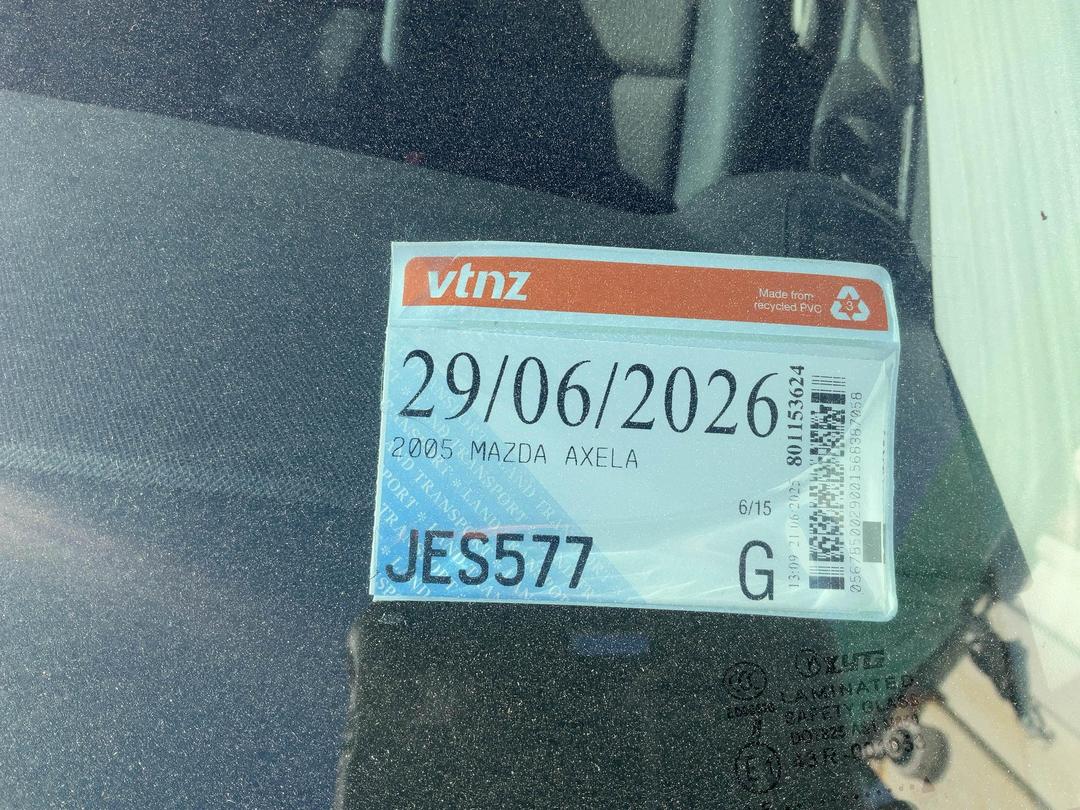 vtnz
Made from
recycled PVC
3
29/06/2026
2005 MAZDA AXELA
6/15
JES577
G
801153624
LAMINATED
SAFETY GLASS